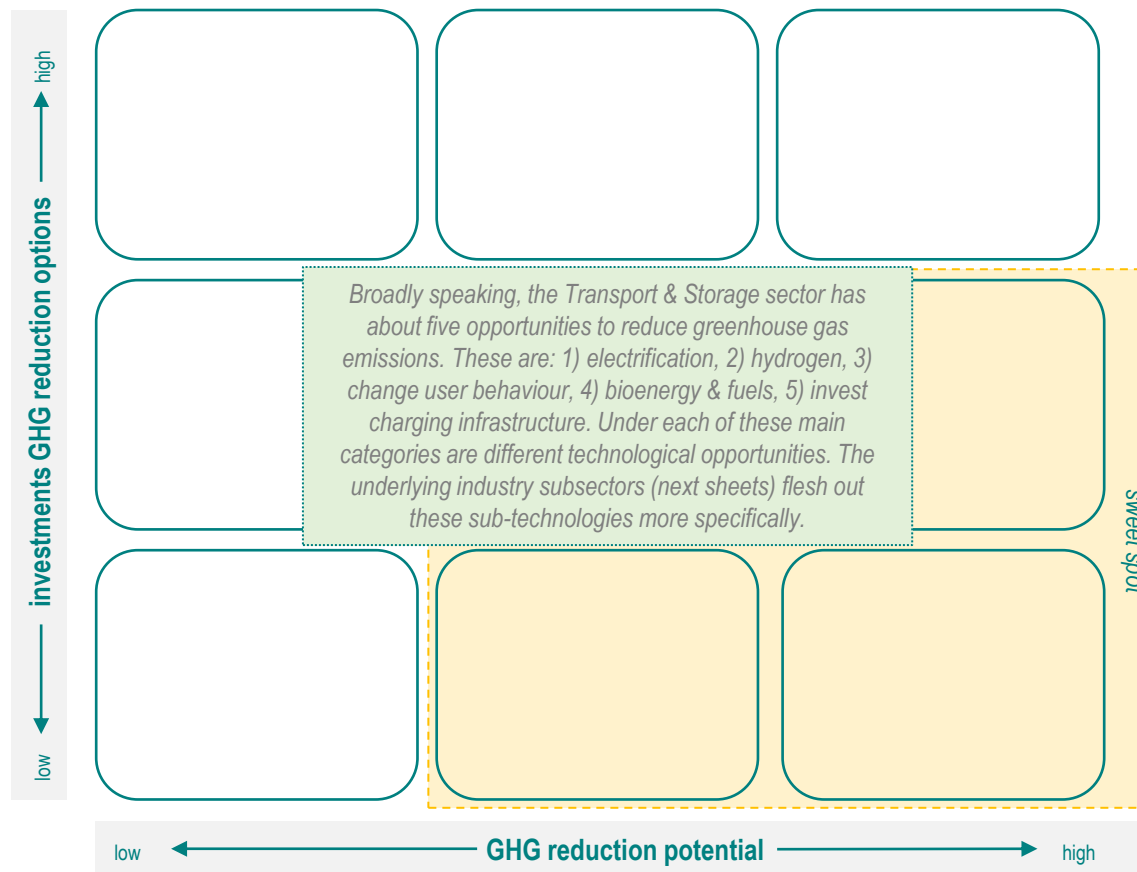 high
investments GHG reduction options
low
Broadly speaking, the Transport & Storage sector has
about five opportunities to reduce greenhouse gas
emissions. These are: 1) electrification, 2) hydrogen, 3)
change user behaviour, 4) bioenergy & fuels, 5) invest
charging infrastructure. Under each of these main
categories are different technological opportunities. The
underlying industry subsectors (next sheets) flesh out
these sub-technologies more specifically.
sweet spot
low
GHG reduction potential
high